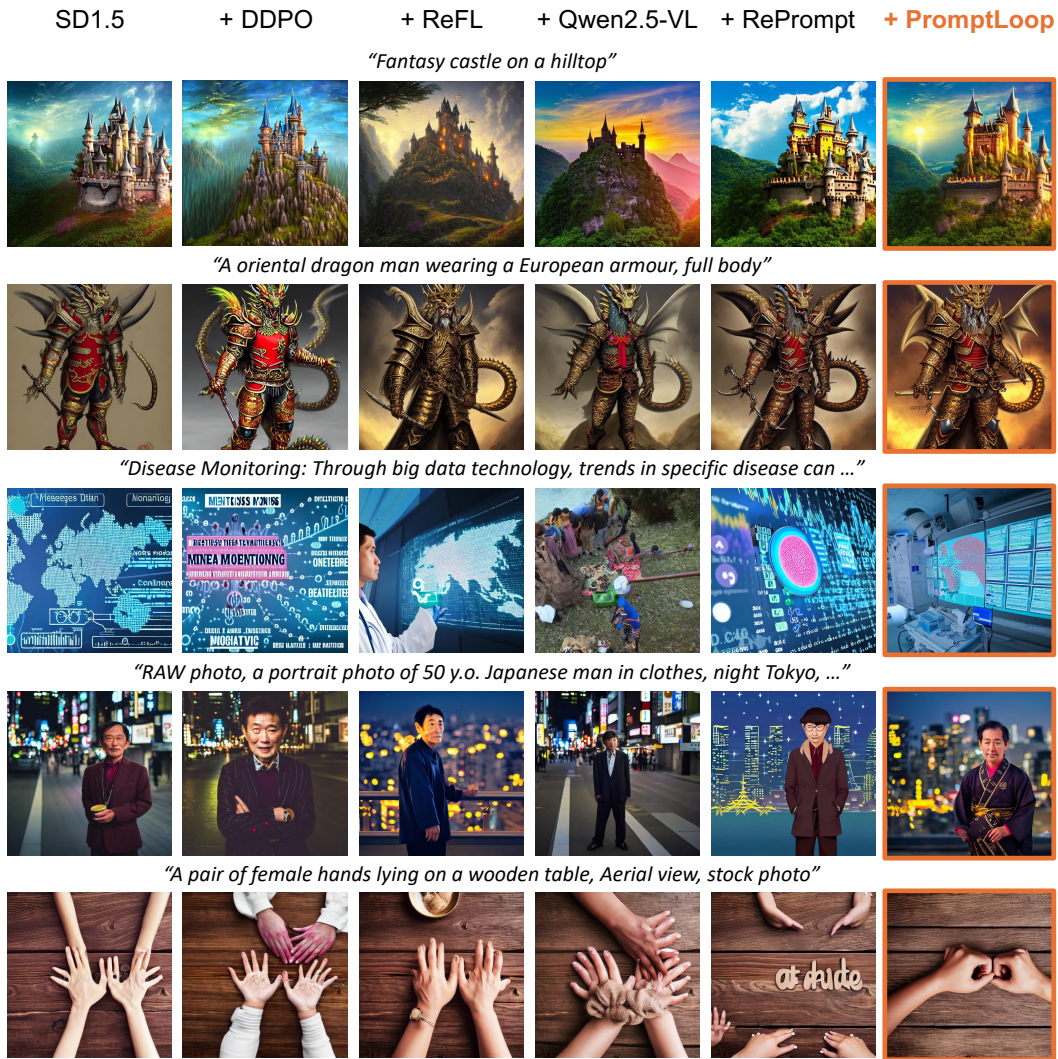 SD1.5 + DDPO + ReFL + Qwen2.5-VL + RePrompt + PromptLoop
“Fantasy castle on a hilltop”
“A oriental dragon man wearing a European armour, full body”
“Disease Monitoring: Through big data technology, trends in specific disease can ...”
“RAW photo, a portrait photo of 50 y.o. Japanese man in clothes, night Tokyo, ...”
“A pair of female hands lying on a wooden table, Aerial view, stock photo”